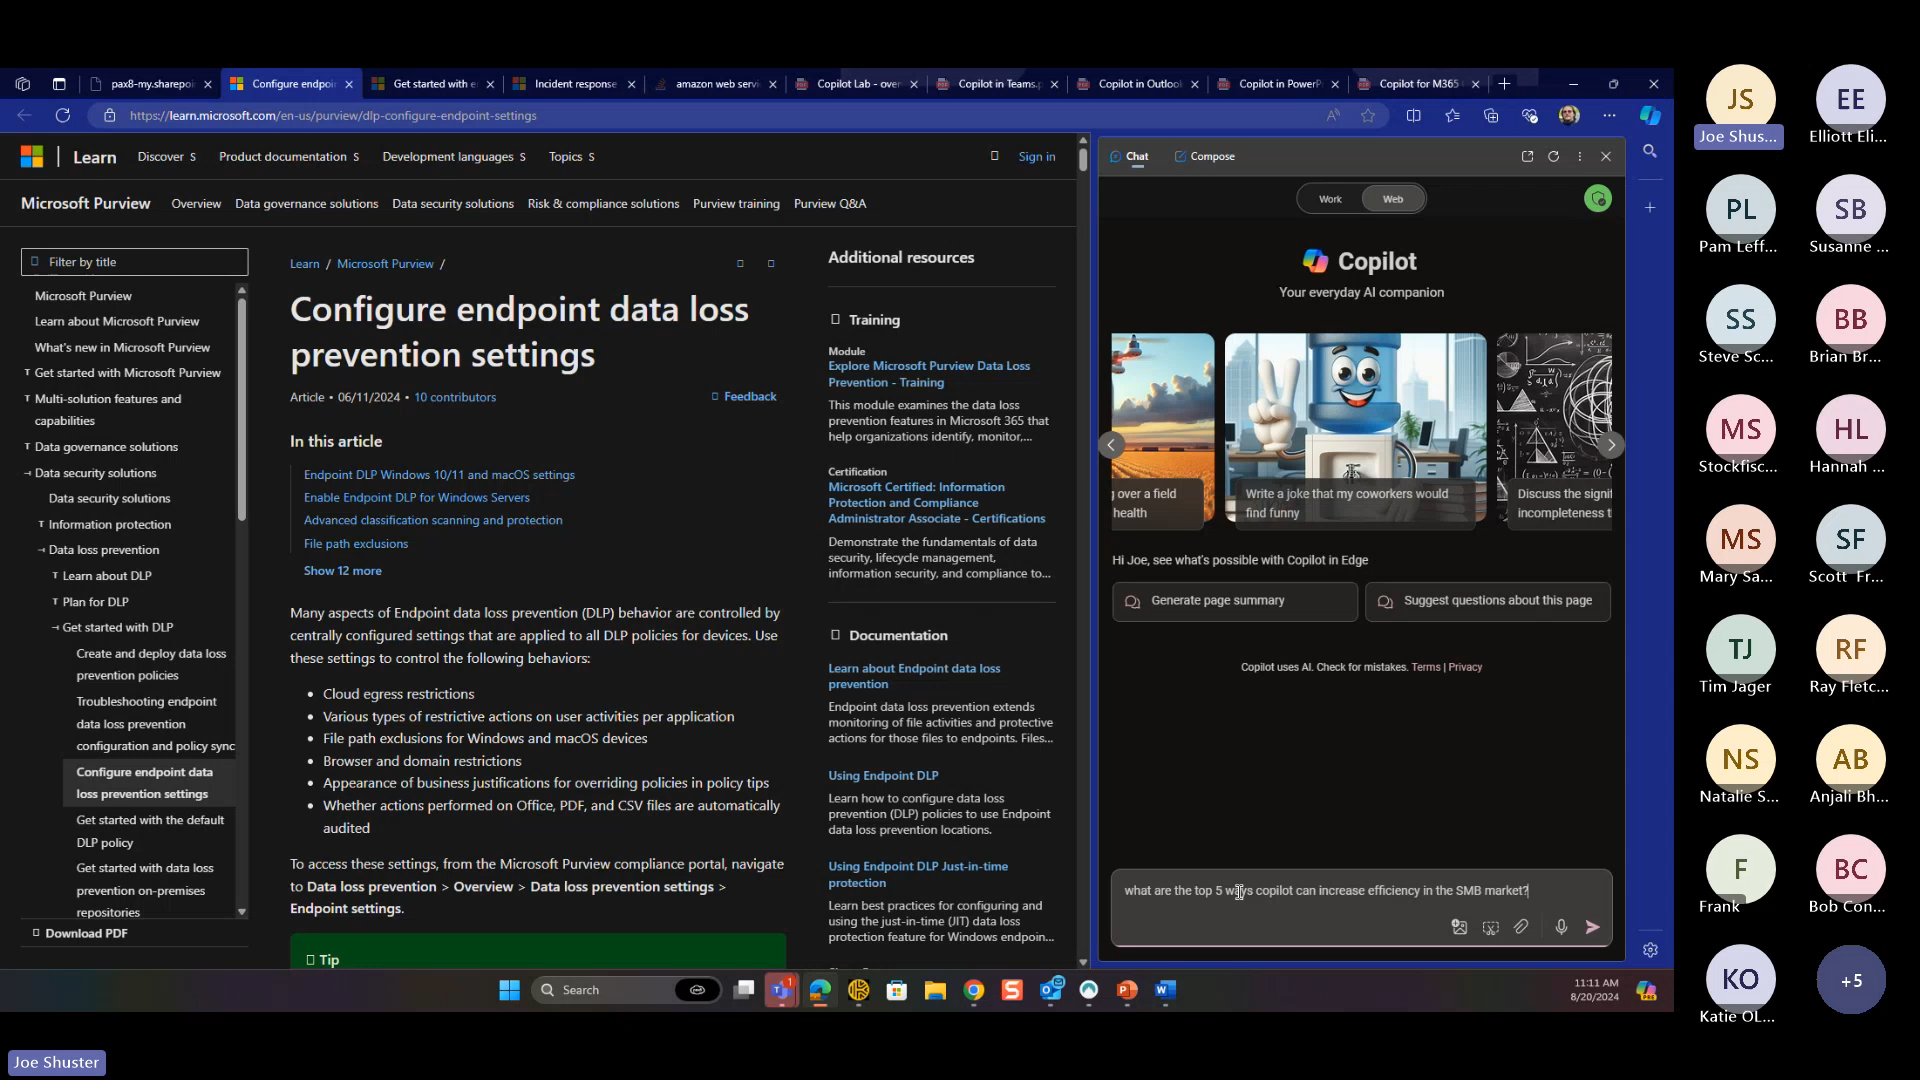 pax8-my.sharepoi
Configure endpoi
Get started with e
Incident response
amazon web servi
Copilot Lab - over
Copilot in Teams.p
Copilot in Outlook
Copilot in PowerP
Copilot for M365
https://learn.microsoft.com/en-us/purview/dlp-configure-endpoint-settings
Learn
Discover
Product documentation
Development languages
Topics
Sign in
Microsoft Purview
Overview
Data governance solutions
Data security solutions
Risk & compliance solutions
Purview training
Purview Q&A
Filter by title
Microsoft Purview
Learn about Microsoft Purview
What's new in Microsoft Purview
Get started with Microsoft Purview
Multi-solution features and
capabilities
Data governance solutions
Data security solutions
Data security solutions
Information protection
Data loss prevention
Learn about DLP
Plan for DLP
Get started with DLP
Create and deploy data loss
prevention policies
Troubleshooting endpoint
data loss prevention
configuration and policy sync
Configure endpoint data
loss prevention settings
Get started with the default
DLP policy
Get started with data loss
prevention on-premises
repositories
Download PDF
Learn / Microsoft Purview /
Configure endpoint data loss
prevention settings
Article • 06/11/2024 • 10 contributors
Feedback
In this article
Endpoint DLP Windows 10/11 and macOS settings
Enable Endpoint DLP for Windows Servers
Advanced classification scanning and protection
File path exclusions
Show 12 more
Many aspects of Endpoint data loss prevention (DLP) behavior are controlled by
centrally configured settings that are applied to all DLP policies for devices. Use
these settings to control the following behaviors:
• Cloud egress restrictions
• Various types of restrictive actions on user activities per application
• File path exclusions for Windows and macOS devices
• Browser and domain restrictions
• Appearance of business justifications for overriding policies in policy tips
• Whether actions performed on Office, PDF, and CSV files are automatically
audited
To access these settings, from the Microsoft Purview compliance portal, navigate
to Data loss prevention > Overview > Data loss prevention settings >
Endpoint settings.
Tip
Additional resources
Training
Module
Explore Microsoft Purview Data Loss
Prevention - Training
This module examines the data loss
prevention features in Microsoft 365 that
help organizations identify, monitor,...
Certification
Microsoft Certified: Information
Protection and Compliance
Administrator Associate - Certifications
Demonstrate the fundamentals of data
security, lifecycle management,
information security, and compliance to...
Documentation
Learn about Endpoint data loss
prevention
Endpoint data loss prevention extends
monitoring of file activities and protective
actions for those files to endpoints. Files...
Using Endpoint DLP
Learn how to configure data loss
prevention (DLP) policies to use Endpoint
data loss prevention locations.
Using Endpoint DLP Just-in-time
protection
Learn best practices for configuring and
using the just-in-time (JIT) data loss
prevention feature for Windows endpoin...
Chat
Compose
Work
Web
Copilot
Your everyday AI companion
g over a field
health
Write a joke that my coworkers would
find funny
Discuss the signif
incompleteness t
Hi Joe, see what's possible with Copilot in Edge
Generate page summary
Suggest questions about this page
Copilot uses AI. Check for mistakes. Terms | Privacy
what are the top 5 ways copilot can increase efficiency in the SMB market?
Search
11:11 AM
8/20/2024
JS
Joe Shus...
EE
Elliott Eli...
PL
Pam Leff...
SB
Susanne ...
SS
Steve Sc...
BB
Brian Br...
MS
Stockfisc...
HL
Hannah ...
MS
Mary Sa...
SF
Scott Fr...
TJ
Tim Jager
RF
Ray Fletc...
NS
Natalie S...
AB
Anjali Bh...
F
Frank
BC
Bob Con...
KO
Katie OL...
+5
Joe Shuster